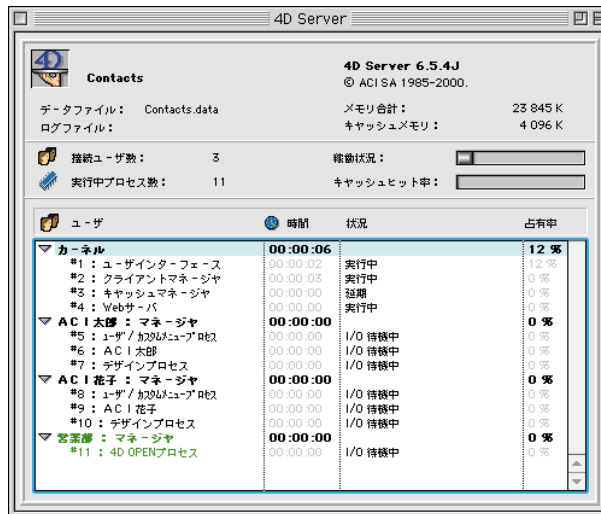 4D Server
4D
Contacts
4D Server 6.5.4J
© ACI SA 1985-2000.
データファイル： Contacts.data
メモリ合計： 23 845 K
ログファイル：
キャッシュメモリ： 4 096 K
接続ユーザ数： 3
稼働状況：
実行中プロセス数： 11
キャッシュヒット率：
ユーザ 時間 状況 占有率
カーネル 00:00:06 12 %
#1 : ユーザインターフェース 00:00:02 実行中 12 %
#2 : クライアントマネージャ 00:00:03 実行中 0 %
#3 : キャッシュマネージャ 00:00:00 延期 0 %
#4 : Webサーバ 00:00:00 実行中 0 %
ACI太郎 : マネージャ 00:00:00 0 %
#5 : ﾕｰｻﾞ/ｶｽﾀﾑﾒﾆｭｰﾌﾟﾛｾｽ 00:00:00 I/O 待機中 0 %
#6 : ACI太郎 00:00:00 I/O 待機中 0 %
#7 : デザインプロセス 00:00:00 I/O 待機中 0 %
ACI花子 : マネージャ 00:00:00 0 %
#8 : ﾕｰｻﾞ/ｶｽﾀﾑﾒﾆｭｰﾌﾟﾛｾｽ 00:00:00 I/O 待機中 0 %
#9 : ACI花子 00:00:00 I/O 待機中 0 %
#10 : デザインプロセス 00:00:00 I/O 待機中 0 %
営業部 : マネージャ 00:00:00 0 %
#11 : 4D OPENプロセス 00:00:00 I/O 待機中 0 %